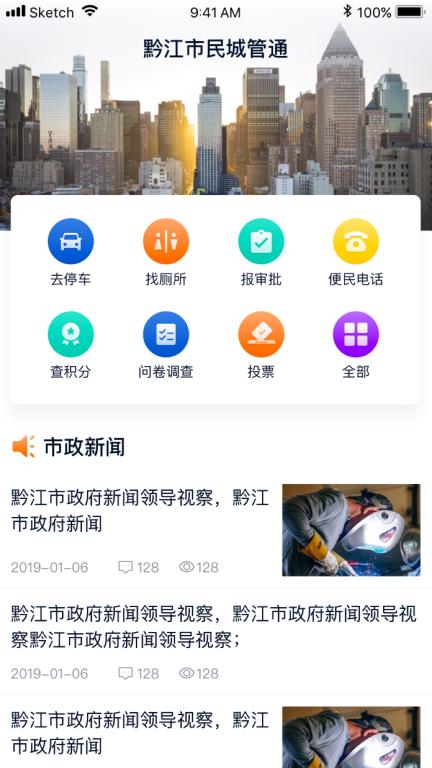 Sketch
9:41 AM
100%
黔江市民城管通
去停车
找厕所
报审批
便民电话
查积分
问卷调查
投票
全部
市政新闻
黔江市政府新闻领导视察，黔江
市政府新闻
2019-01-06
128
128
黔江市政府新闻领导视察，黔江市政府新闻领导视
察黔江市政府新闻领导视察；
2019-01-06
128
128
黔江市政府新闻领导视察，黔江
市政府新闻